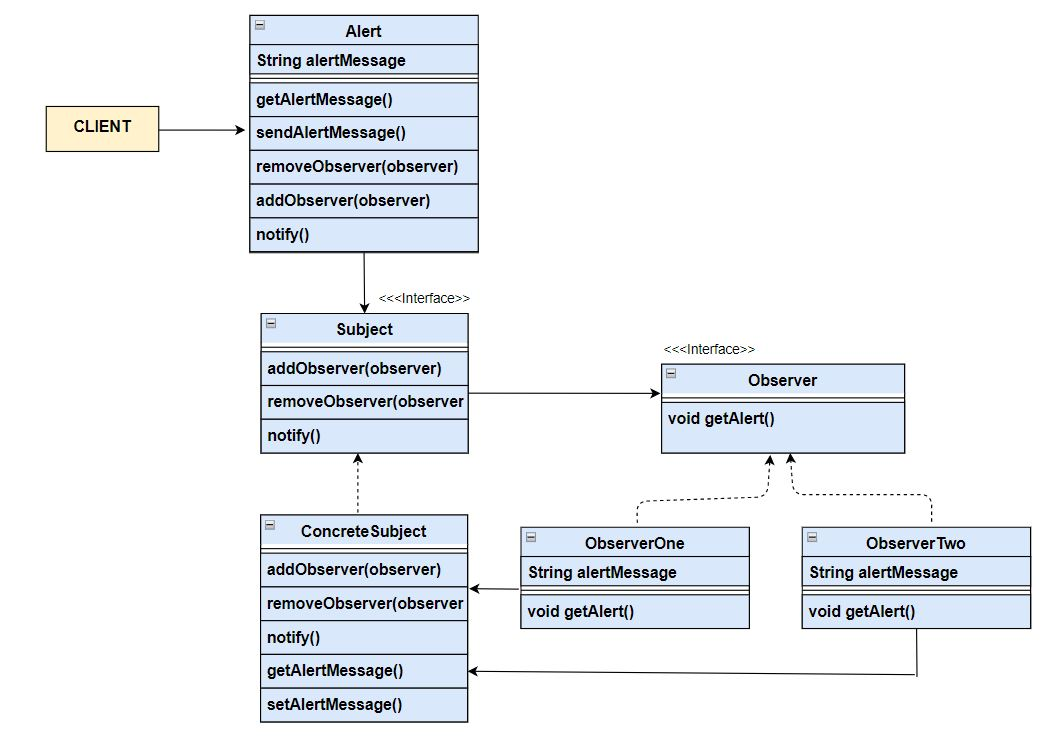 Alert
String alertMessage
getAlertMessage()
CLIENT
sendAlertMessage()
removeObserver(observer)
addObserver(observer)
notify()
<<<Interface>>
Subject
addObserver(observer)
removeObserver(observer
notify()
<<<Interface>>
Observer
void getAlert()
ConcreteSubject
addObserver(observer)
removeObserver(observer
notify()
getAlertMessage()
setAlertMessage()
ObserverOne
String alertMessage
void getAlert()
ObserverTwo
String alertMessage
void getAlert()